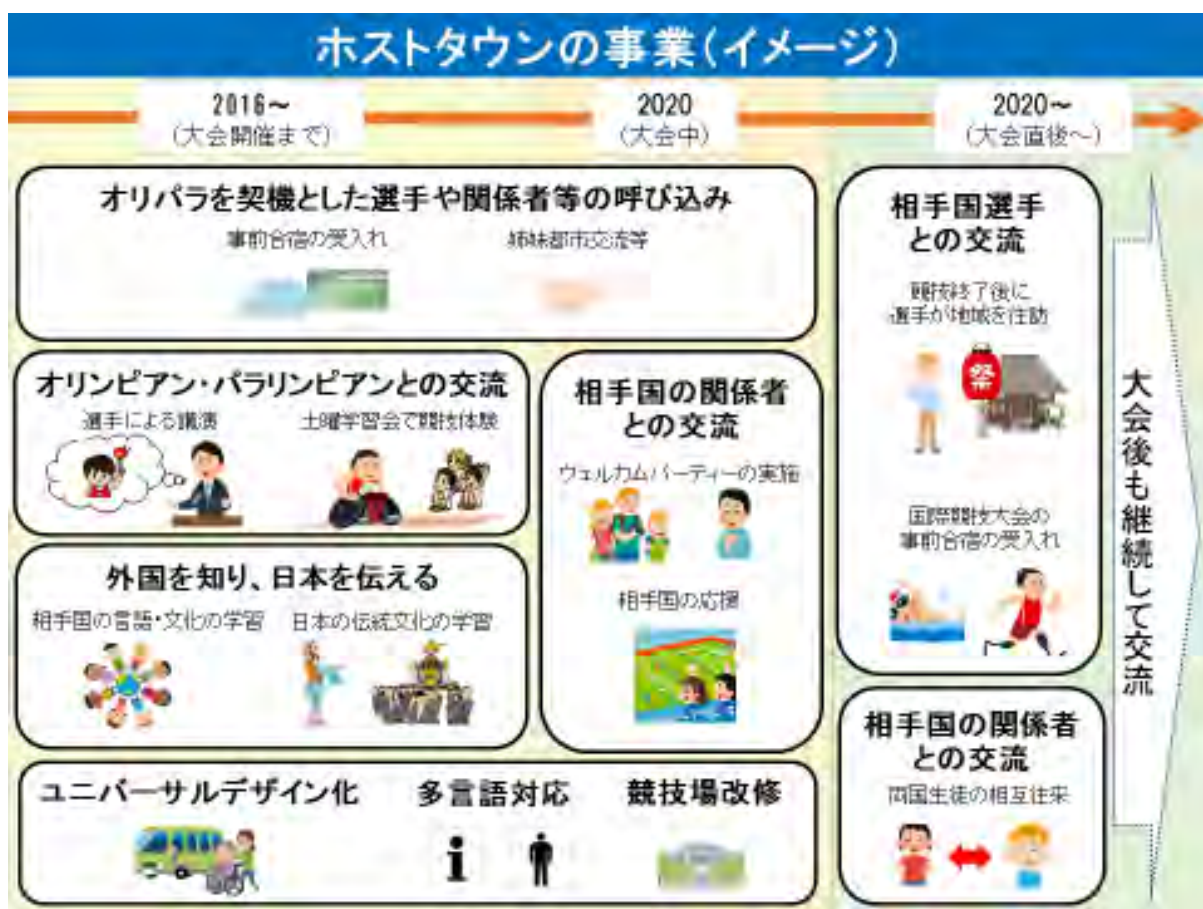 ホストタウンの事業(イメージ)
2016～
(大会開催まで)
2020
(大会中)
2020～
(大会直後～)
オリパラを契機とした選手や関係者等の呼び込み
事前合宿の受入れ
姉妹都市交流等
オリンピアン・パラリンピアンとの交流
選手による講演
土曜学習会で競技体験
外国を知り、日本を伝える
相手国の言語・文化の学習
日本の伝統文化の学習
相手国の関係者
との交流
ウェルカムパーティーの実施
相手国の応援
ユニバーサルデザイン化
多言語対応
i
競技場改修
相手国選手
との交流
競技終了後に
選手が地域を往訪
祭
国際競技大会の
事前合宿の受入れ
相手国の関係者
との交流
両国生徒の相互往来
大会後も継続して交流